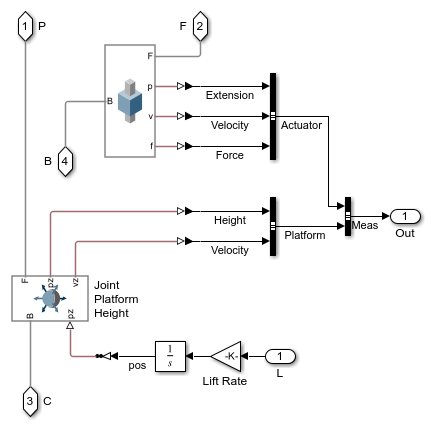 1 P
F 2
F
p
Extension
B
v
Velocity
Actuator
f
Force
B 4
Height
1
Velocity
Platform
Meas
Out
F
pz
vz
Joint
Platform
Height
B
pz
1
s
pos
-K-
Lift Rate
1
L
3 C